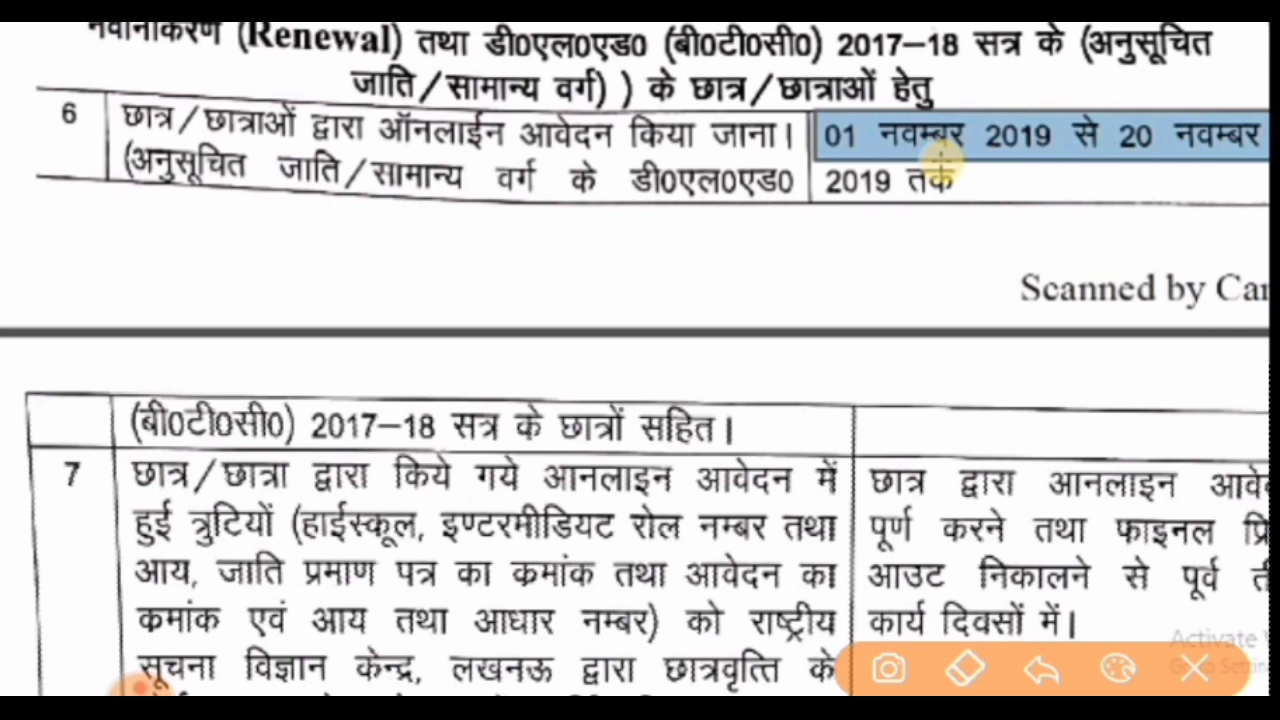 नवीनीकरण (Renewal) तथा डी0एल0एड0 (बी0टी0सी0) 2017–18 सत्र के (अनुसूचित
जाति/सामान्य वर्ग) ) के छात्र/छात्राओं हेतु
6 छात्र/छात्राओं द्वारा ऑनलाईन आवेदन किया जाना। 01 नवम्बर 2019 से 20 नवम्बर
(अनुसूचित जाति/सामान्य वर्ग के डी0एल0एड0 2019 तक
Scanned by
(बी0टी0सी0) 2017–18 सत्र के छात्रों सहित।
7 छात्र/छात्रा द्वारा किये गये आनलाइन आवेदन में छात्र द्वारा आनलाइन
हुई त्रुटियों (हाईस्कूल, इण्टरमीडियट रोल नम्बर तथा पूर्ण करने तथा फाइनल
आय, जाति प्रमाण पत्र का क्रमांक तथा आवेदन का आउट निकालने से पूर्व
क्रमांक एवं आय तथा आधार नम्बर) को राष्ट्रीय कार्य दिवसों में।
सूचना विज्ञान केन्द्र, लखनऊ द्वारा छात्रवृत्ति के
Activate